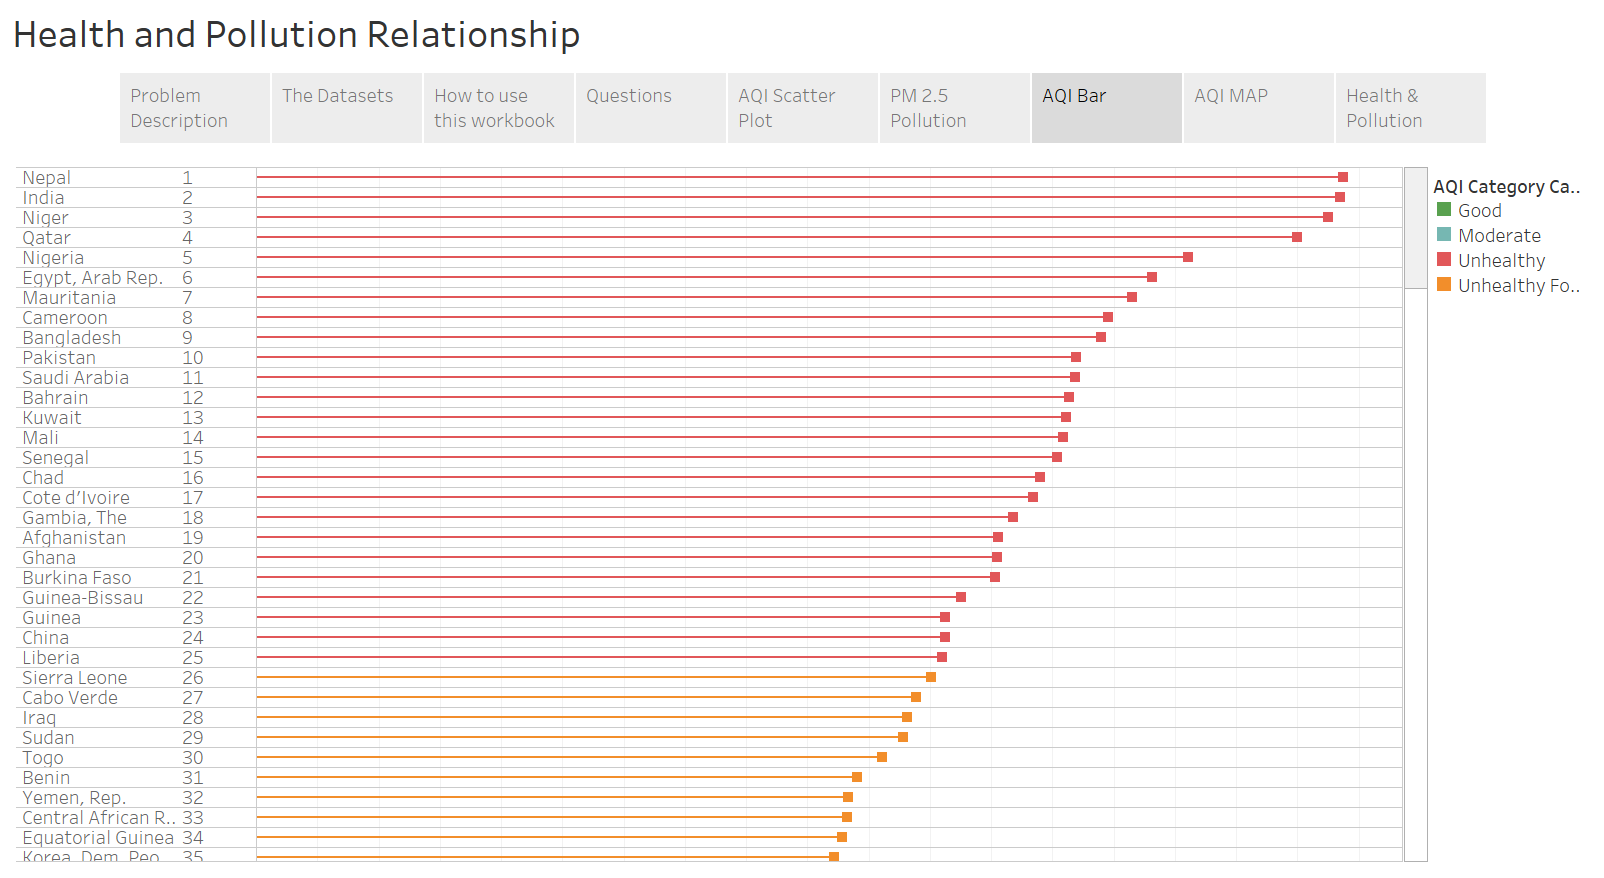 Health and Pollution Relationship
Problem
Description
The Datasets
How to use
this workbook
Questions
AQI Scatter
Plot
PM 2.5
Pollution
AQI Bar
AQI MAP
Health &
Pollution
Nepal 1
India 2
Niger 3
Qatar 4
Nigeria 5
Egypt, Arab Rep. 6
Mauritania 7
Cameroon 8
Bangladesh 9
Pakistan 10
Saudi Arabia 11
Bahrain 12
Kuwait 13
Mali 14
Senegal 15
Chad 16
Cote d'Ivoire 17
Gambia, The 18
Afghanistan 19
Ghana 20
Burkina Faso 21
Guinea-Bissau 22
Guinea 23
China 24
Liberia 25
Sierra Leone 26
Cabo Verde 27
Iraq 28
Sudan 29
Togo 30
Benin 31
Yemen, Rep. 32
Central African R.. 33
Equatorial Guinea 34
Korea, Dem. Peo.. 35
AQI Category Ca..
Good
Moderate
Unhealthy
Unhealthy Fo..